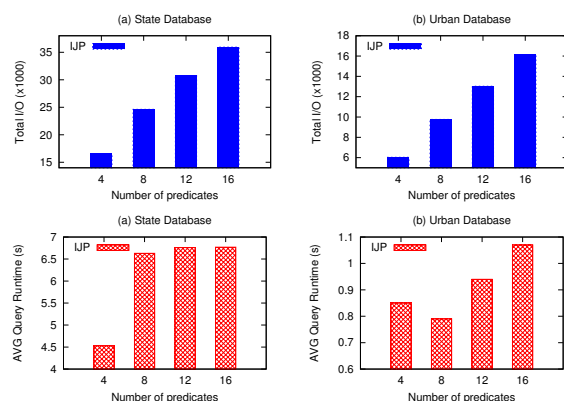 (a) State Database
IJP
Total I/O (x1000)
35
30
25
20
15
4 8 12 16
Number of predicates
(b) Urban Database
IJP
Total I/O (x1000)
18
16
14
12
10
8
6
4 8 12 16
Number of predicates
(a) State Database
IJP
AVG Query Runtime (s)
7
6.5
6
5.5
5
4.5
4
4 8 12 16
Number of predicates
(b) Urban Database
IJP
AVG Query Runtime (s)
1.1
1
0.9
0.8
0.7
0.6
4 8 12 16
Number of predicates